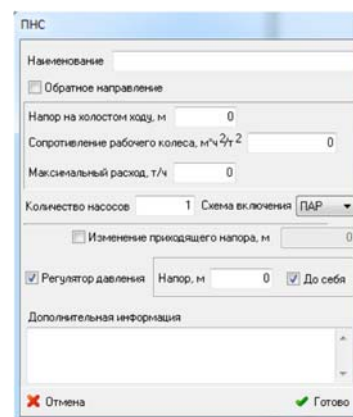 ПНС
Наименование
Обратное направление
Напор на холостом ходу, м 0
Сопротивление рабочего колеса, м*ч2/т2 0
Максимальный расход, т/ч 0
Количество насосов 1 Схема включения ПАР
Изменение приходящего напора, м 0
Регулятор давления Напор, м 0 До себя
Дополнительная информация
Отмена Готово